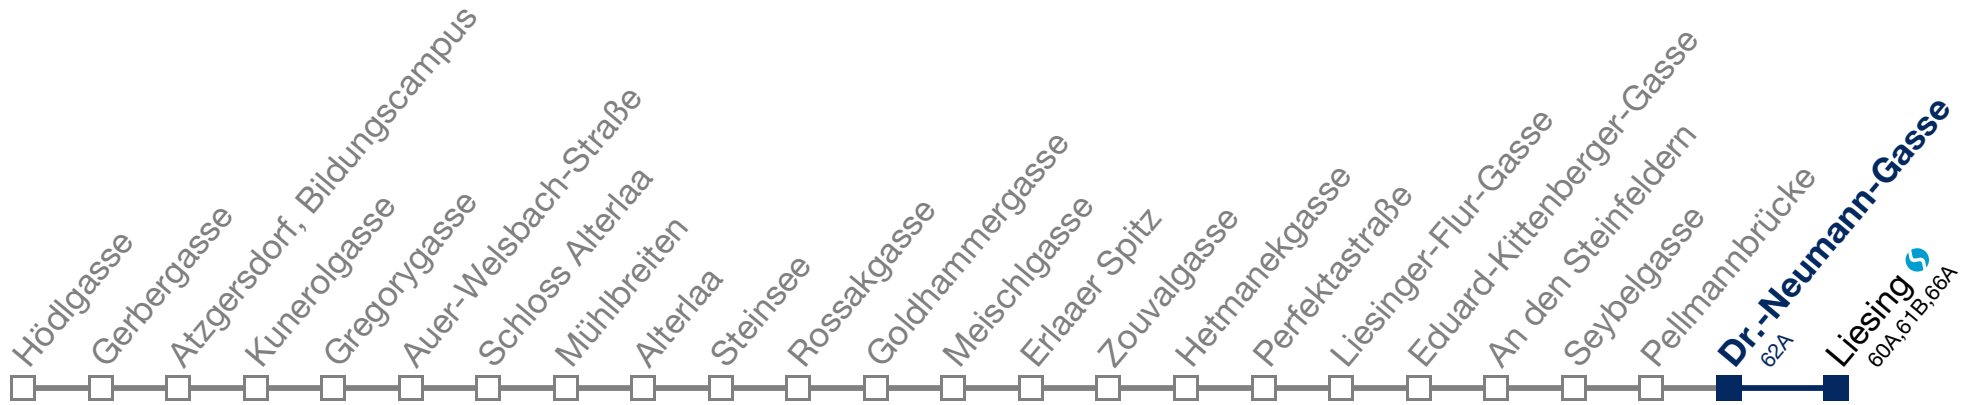 Hödlgasse
Gerbergasse
Atzgersdorf, Bildungscampus
Kunerolgasse
Gregorygasse
Auer-Welsbach-Straße
Schloss Alterlaa
Mühlbreiten
Alterlaa
Steinsee
Rossakgasse
Goldhammergasse
Meischlgasse
Erlaaer Spitz
Zouvalgasse
Hetmanekgasse
Perfektastraße
Liesinger-Flur-Gasse
Eduard-Kittenberger-Gasse
An den Steinfeldern
Seybelgasse
Pellmannbrücke
Dr.-Neumann-Gasse
62A
Liesing
60A,61B,66A